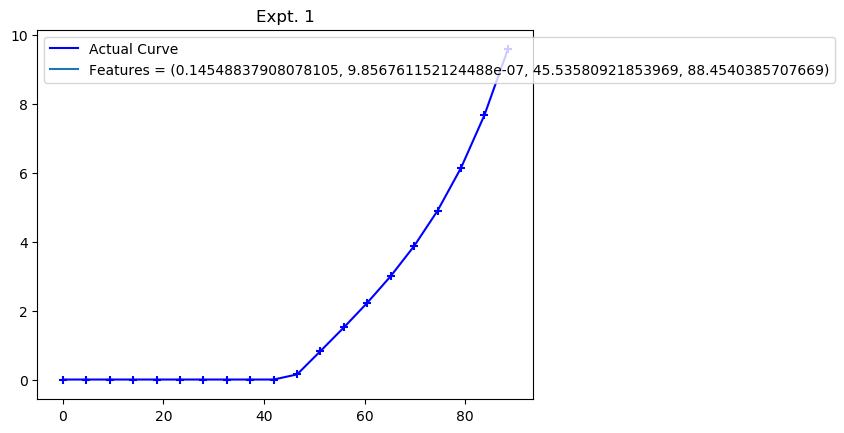 Expt. 1
Actual Curve
Features = (0.14548837908078105, 9.856761152124488e-07, 45.53580921853969, 88.4540385707669)
10
8
6
4
2
0
0 20 40 60 80